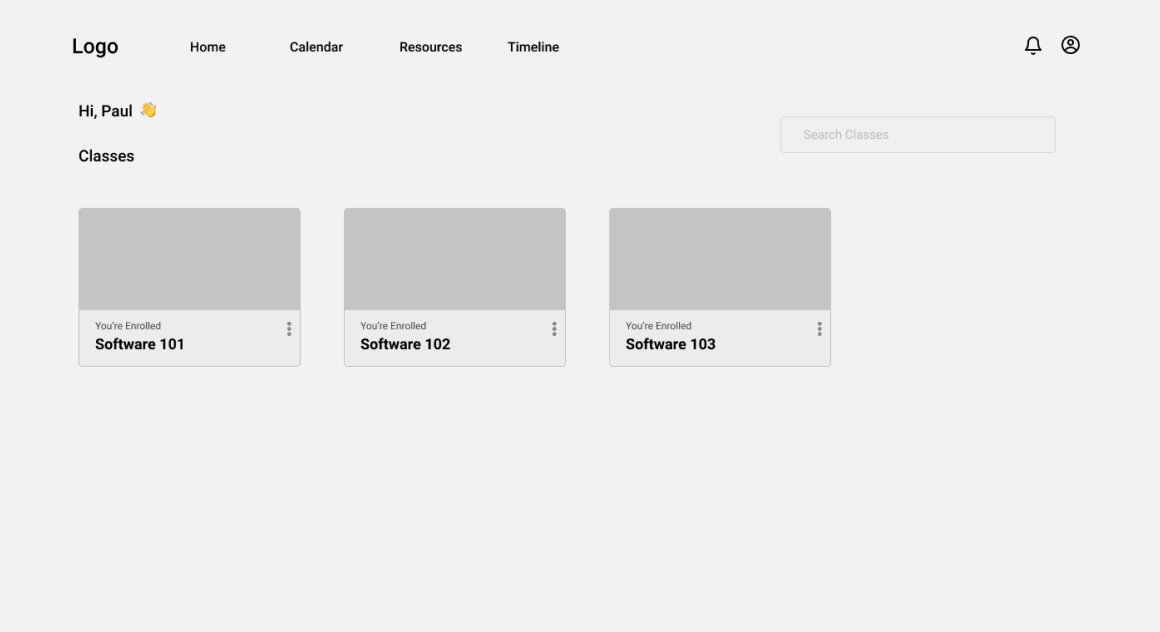 Logo
Home
Calendar
Resources
Timeline
Hi, Paul 👋
Search Classes
Classes
You're Enrolled
Software 101
You're Enrolled
Software 102
You're Enrolled
Software 103